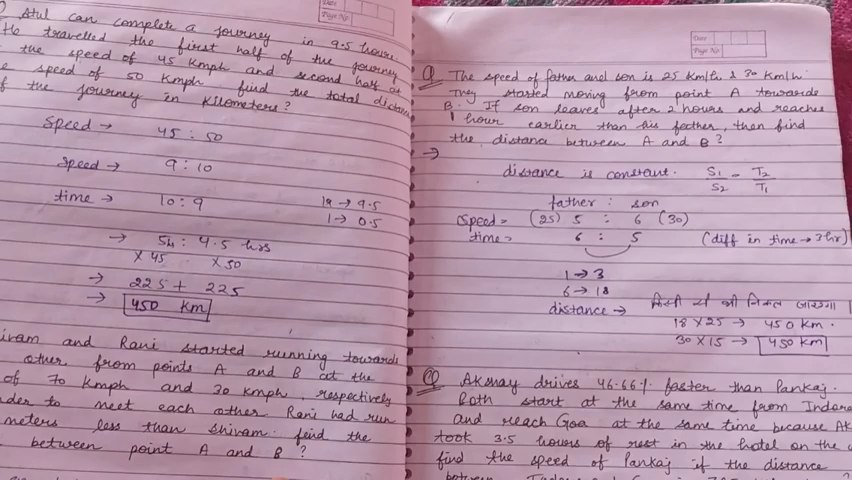 Atul can complete a journey in 9.5 hours.
He travelled the first half of the journey
the speed of 45 Kmph and second half at
speed of 50 Kmph find the total distance
of the journey in Kilometers?
Speed → 45 : 50
Speed → 9 : 10
time → 10 : 9
19 → 9.5
1 → 0.5
→ 5h : 4.5 hrs
×45 ×50
→ 225 + 225
→ 450 Km
and Rani started running towards
other from points A and B at the
of 70 kmph and 30 kmph, respectively
to meet each other Rani had run
meters less than Shivam. find the
between point A and B?
Date
Page No
Q The speed of father and son is 25 km/h & 30 km/h.
They started moving from point A towards
B. If son leaves after 2 hours and reaches
1 hour earlier than his father, then find
the distance between A and B?
→
distance is constant. S1/S2 = T2/T1
father : son
Speed = (25) 5 : 6 (30)
time = 6 : 5 (diff in time → 3hr)
1 → 3
6 → 18
distance → किसी से भी निकल जाएगा।
18 × 25 → 450 km.
30 × 15 → 450 km
Q Akshay drives 46.66% faster than Pankaj.
Both start at the same time from Indore
and reach Goa at the same time because Ak
took 3.5 hours of rest in the hotel on the
find the speed of Pankaj if the distance